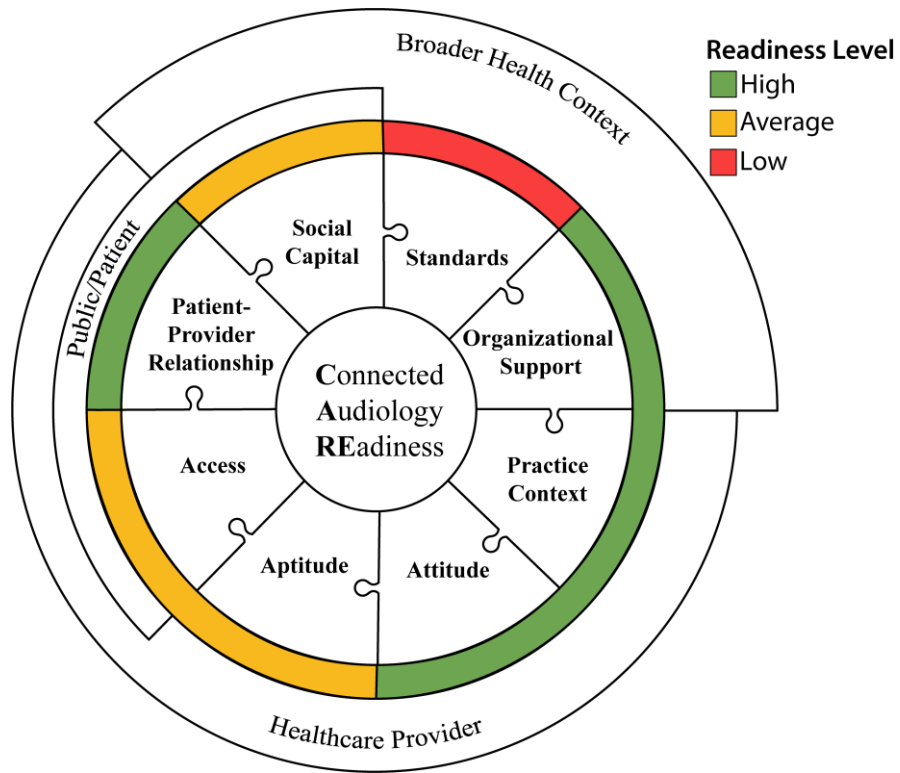 Broader Health Context
Readiness Level
High
Average
Low
Public/Patient
Social
Capital
Standards
Patient-
Provider
Relationship
Organizational
Support
Connected
Audiology
REadiness
Access
Practice
Context
Aptitude
Attitude
Healthcare Provider